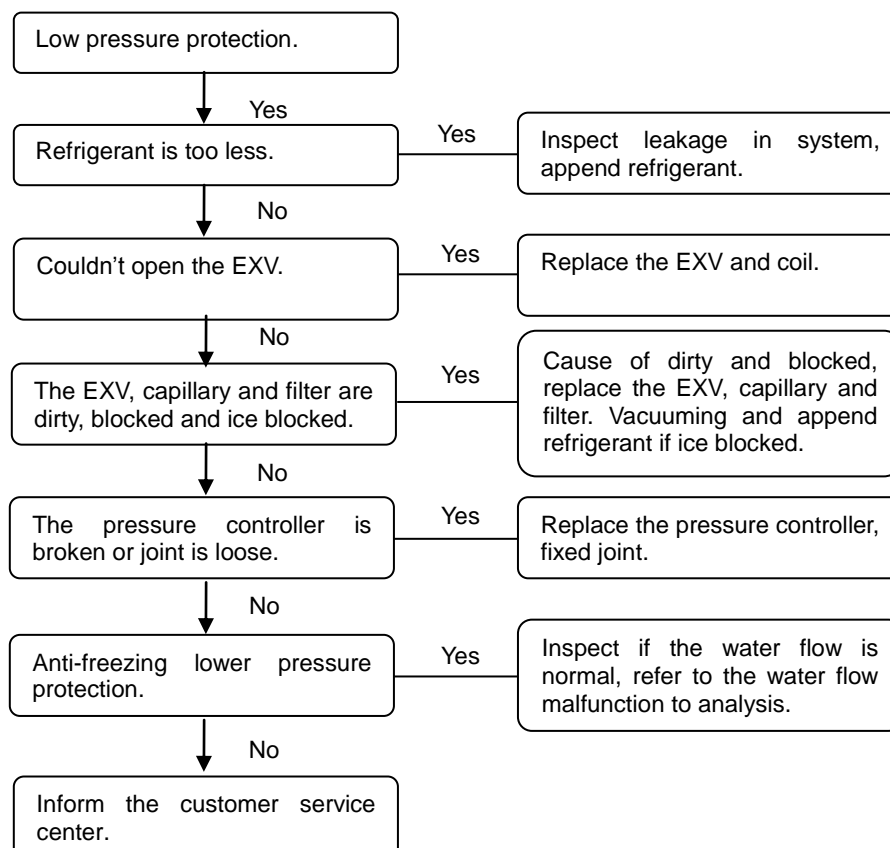 Low pressure protection.
Yes
Refrigerant is too less.
Yes
Inspect leakage in system,
append refrigerant.
No
Couldn't open the EXV.
Yes
Replace the EXV and coil.
No
The EXV, capillary and filter are
dirty, blocked and ice blocked.
Yes
Cause of dirty and blocked,
replace the EXV, capillary and
filter. Vacuuming and append
refrigerant if ice blocked.
No
The pressure controller is
broken or joint is loose.
Yes
Replace the pressure controller,
fixed joint.
No
Anti-freezing lower pressure
protection.
Yes
Inspect if the water flow is
normal, refer to the water flow
malfunction to analysis.
No
Inform the customer service
center.